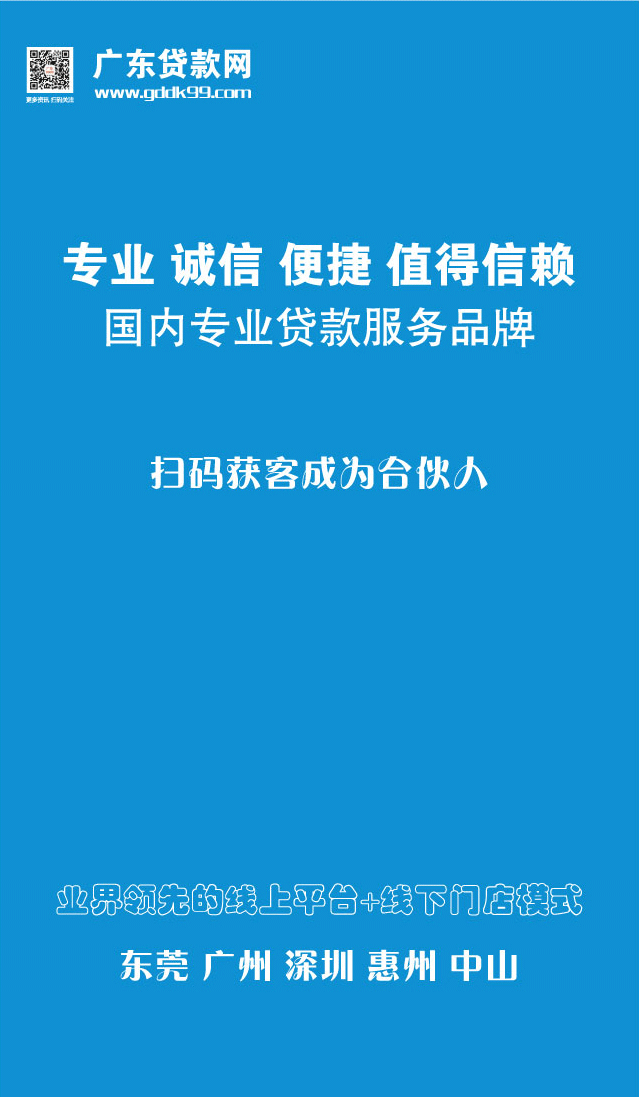 广东贷款网
www.gddk99.com
更多资讯 扫码关注
专业 诚信 便捷 值得信赖
国内专业贷款服务品牌
扫码获客成为合伙人
业界领先的线上平台+线下门店模式
东莞 广州 深圳 惠州 中山